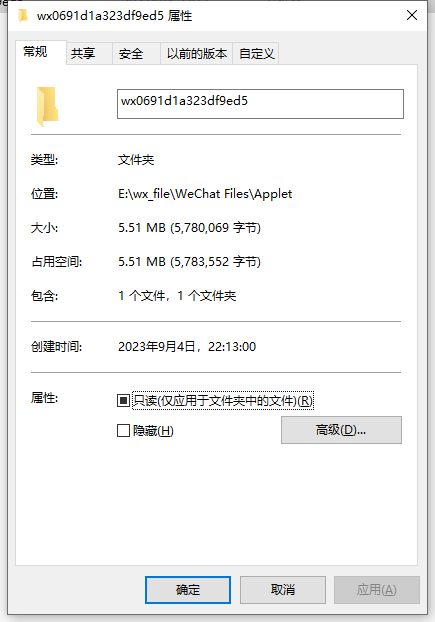 wx0691d1a323df9ed5 属性
常规 共享 安全 以前的版本 自定义
wx0691d1a323df9ed5
类型: 文件夹
位置: E:\wx_file\WeChat Files\Applet
大小: 5.51 MB (5,780,069 字节)
占用空间: 5.51 MB (5,783,552 字节)
包含: 1 个文件，1 个文件夹
创建时间: 2023年9月4日，22:13:00
属性: 只读(仅应用于文件夹中的文件)(R)
隐藏(H) 高级(D)...
确定 取消 应用(A)